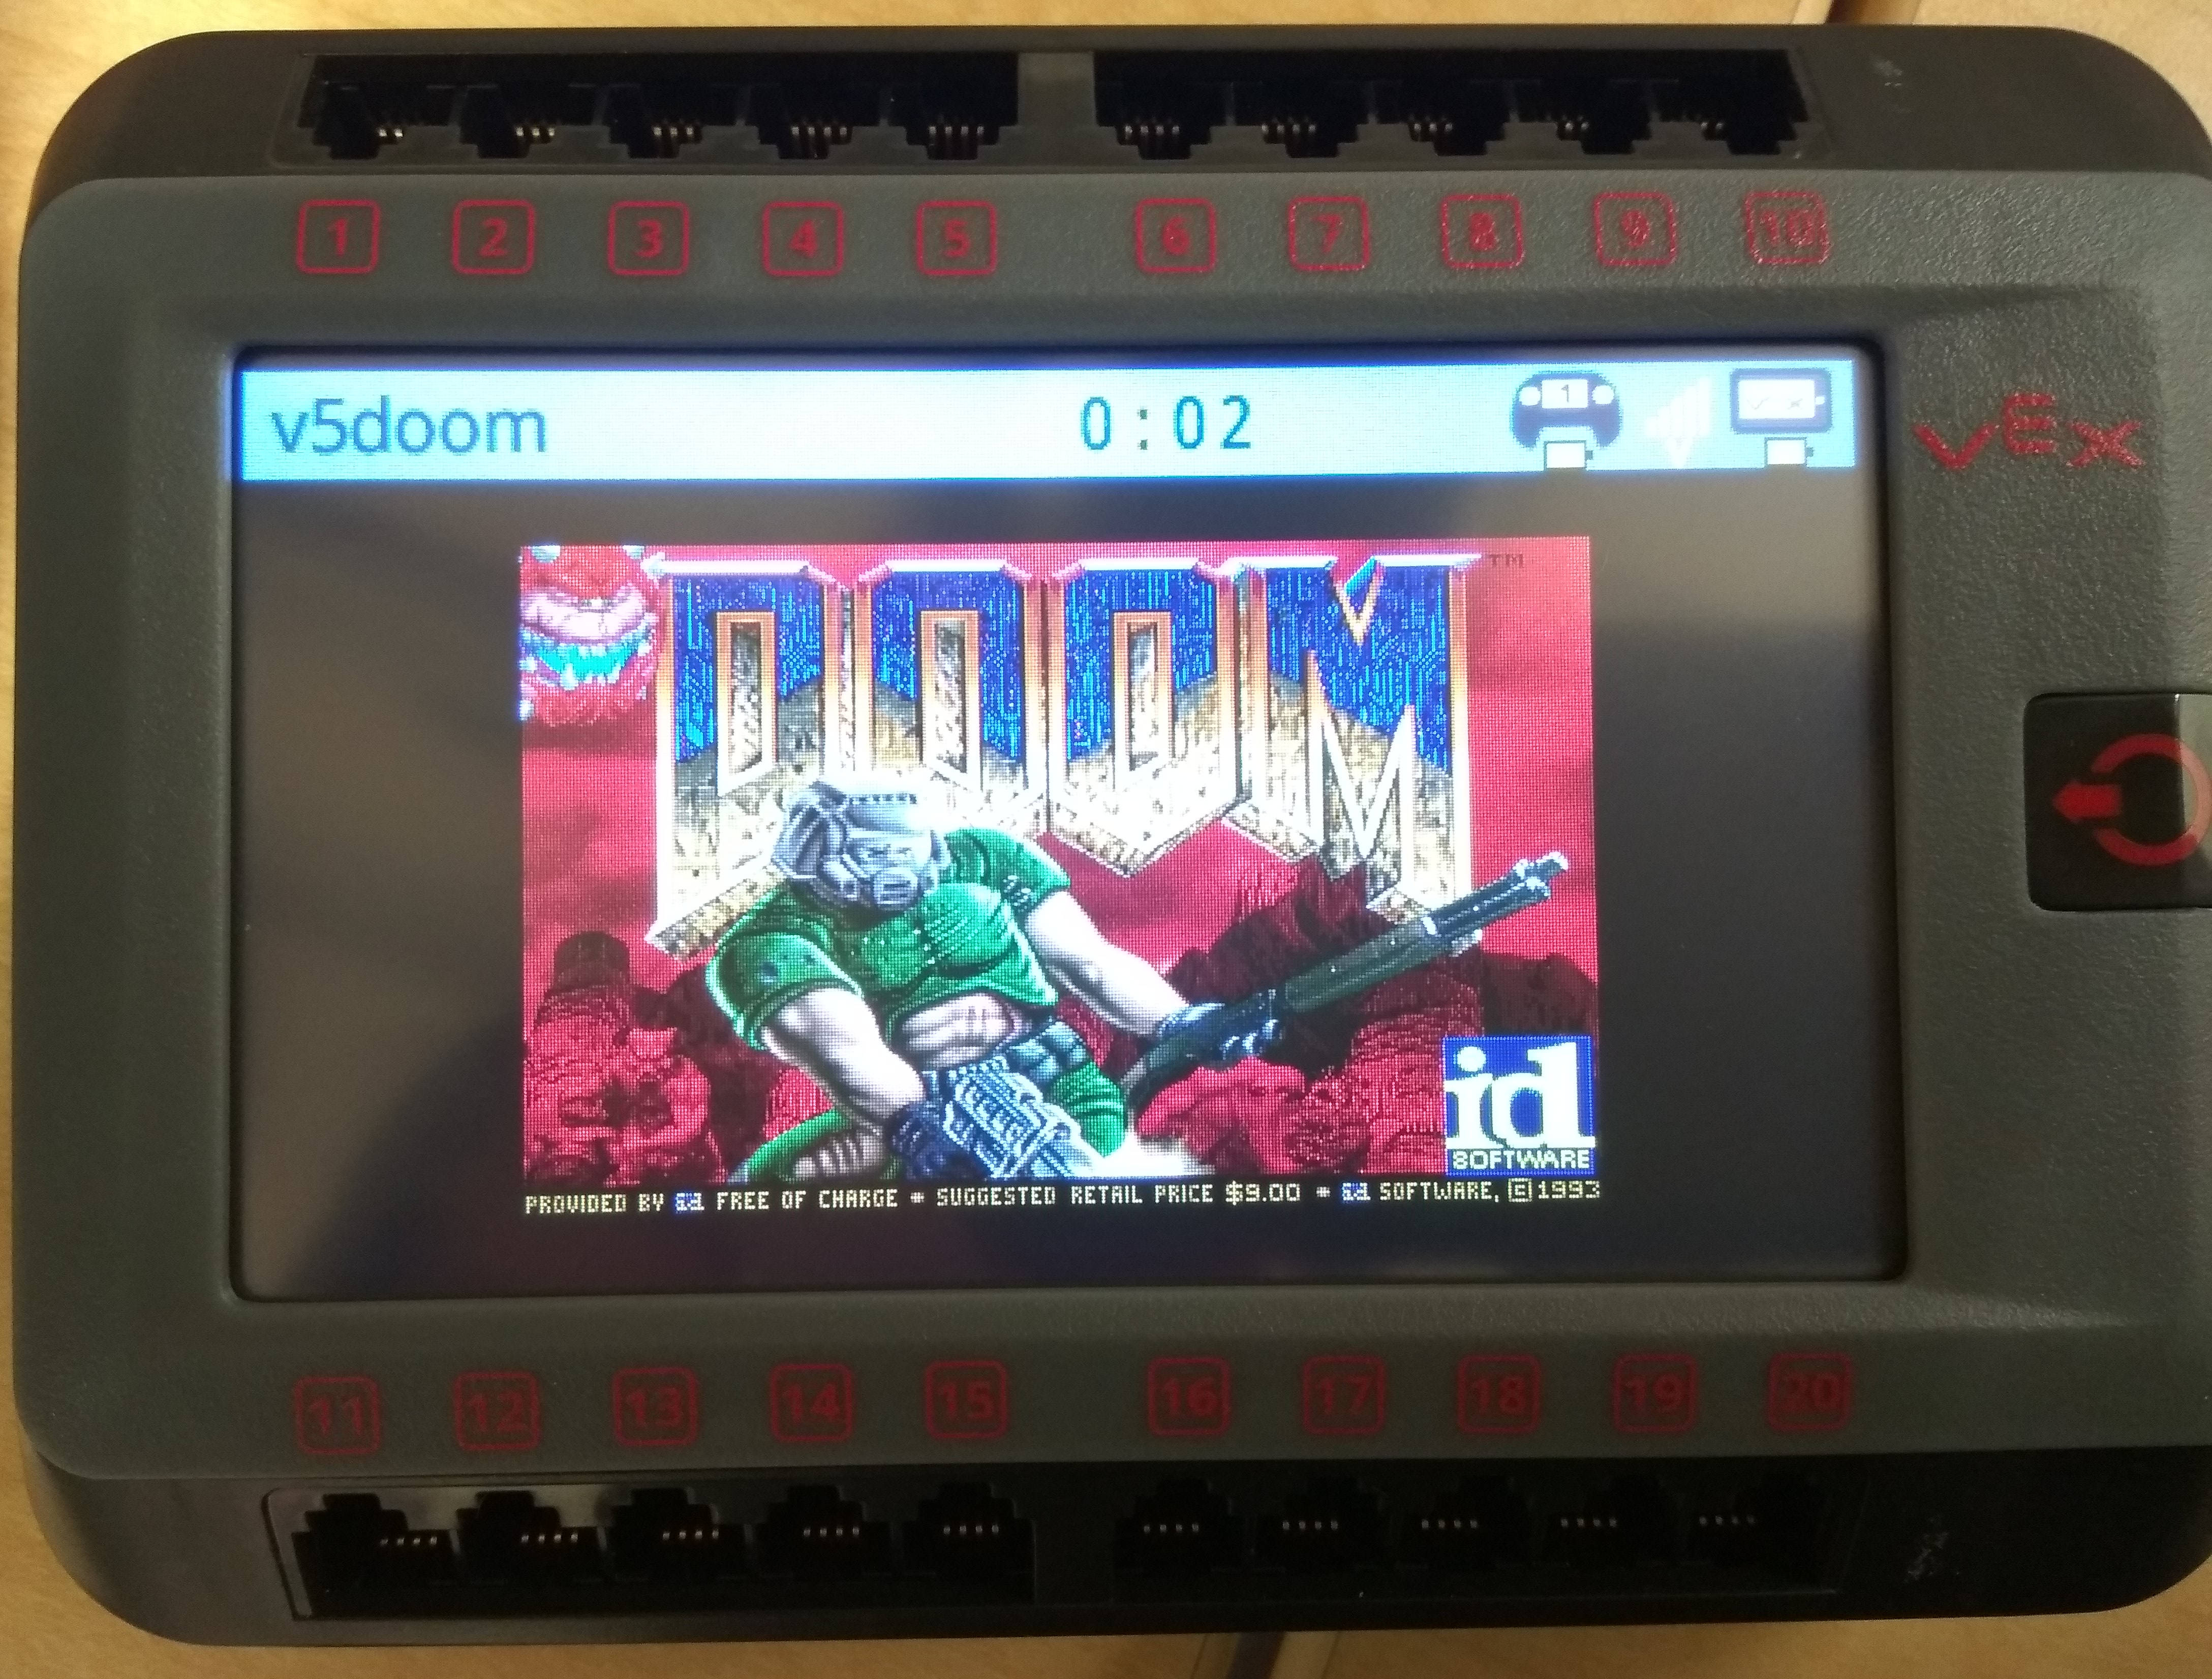 1 2 3 4 5 6 7 8 9 10
v5doom 0:02 1
VEX
DOOM™
id
SOFTWARE
PROVIDED BY id FREE OF CHARGE * SUGGESTED RETAIL PRICE $9.00 * id SOFTWARE, ©1993
11 12 13 14 15 16 17 18 19 20